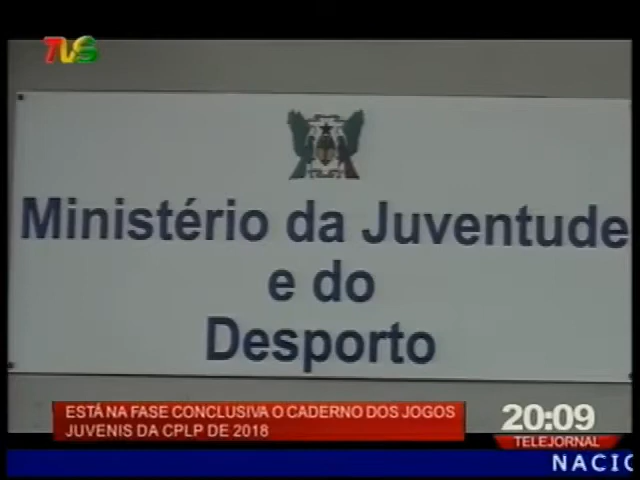 TVS
Ministério da Juventude
e do
Desporto
ESTÁ NA FASE CONCLUSIVA O CADERNO DOS JOGOS
JUVENIS DA CPLP DE 2018
20:09
TELEJORNAL
NACIO